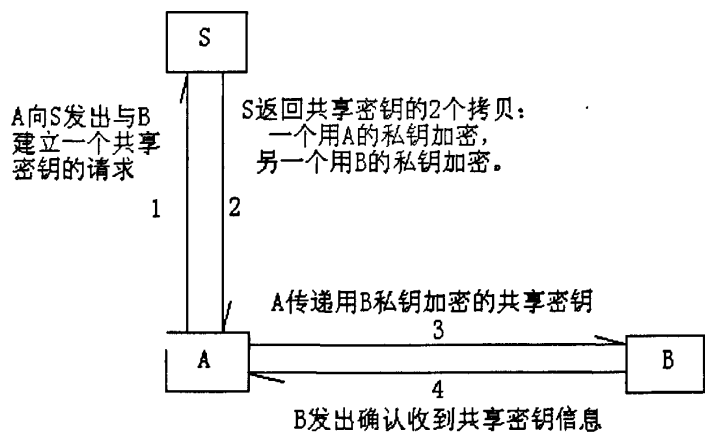 S
A向S发出与B
建立一个共享
密钥的请求
1
2
S返回共享密钥的2个拷贝：
一个用A的私钥加密，
另一个用B的私钥加密。
A传递用B私钥加密的共享密钥
3
A
B
4
B发出确认收到共享密钥信息